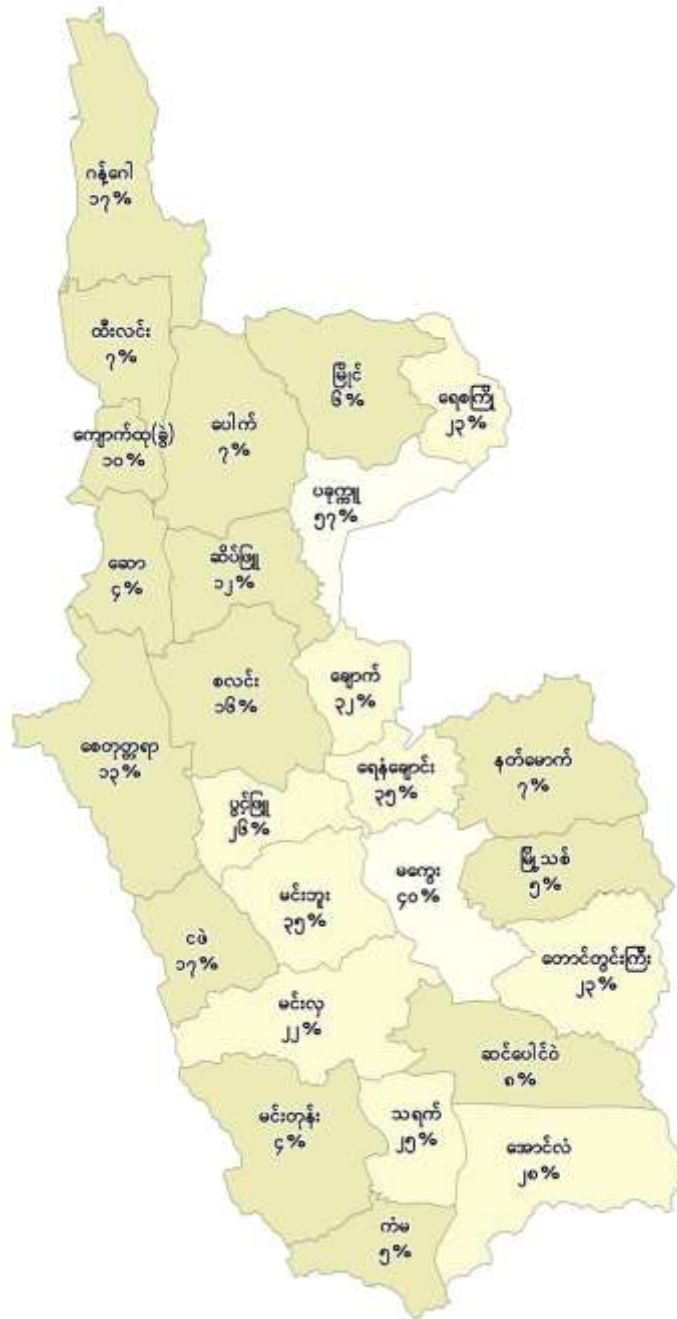 ဂန့်ဂေါ
၁၇%
ထီးလင်း
၇%
မြိုင်
၆%
ရေစကြို
၂၃%
ကျောက်ထု(ခွဲ)
၁၀%
ပေါက်
၇%
ပခုက္ကူ
၅၇%
ဆော
၄%
ဆိပ်ဖြူ
၁၂%
စလင်း
၁၆%
ချောက်
၃၂%
စေတုတ္တရာ
၁၃%
ရေနံချောင်း
၃၅%
နတ်မောက်
၇%
ပွင့်ဖြူ
၂၆%
မြို့သစ်
၅%
မကွေး
၄၀%
မင်းဘူး
၃၅%
ငဖဲ
၁၇%
တောင်တွင်းကြီး
၂၃%
မင်းလှ
၂၂%
ဆင်ပေါင်ဝဲ
၈%
မင်းတုန်း
၄%
သရက်
၂၅%
အောင်လံ
၂၈%
ကံမ
၅%